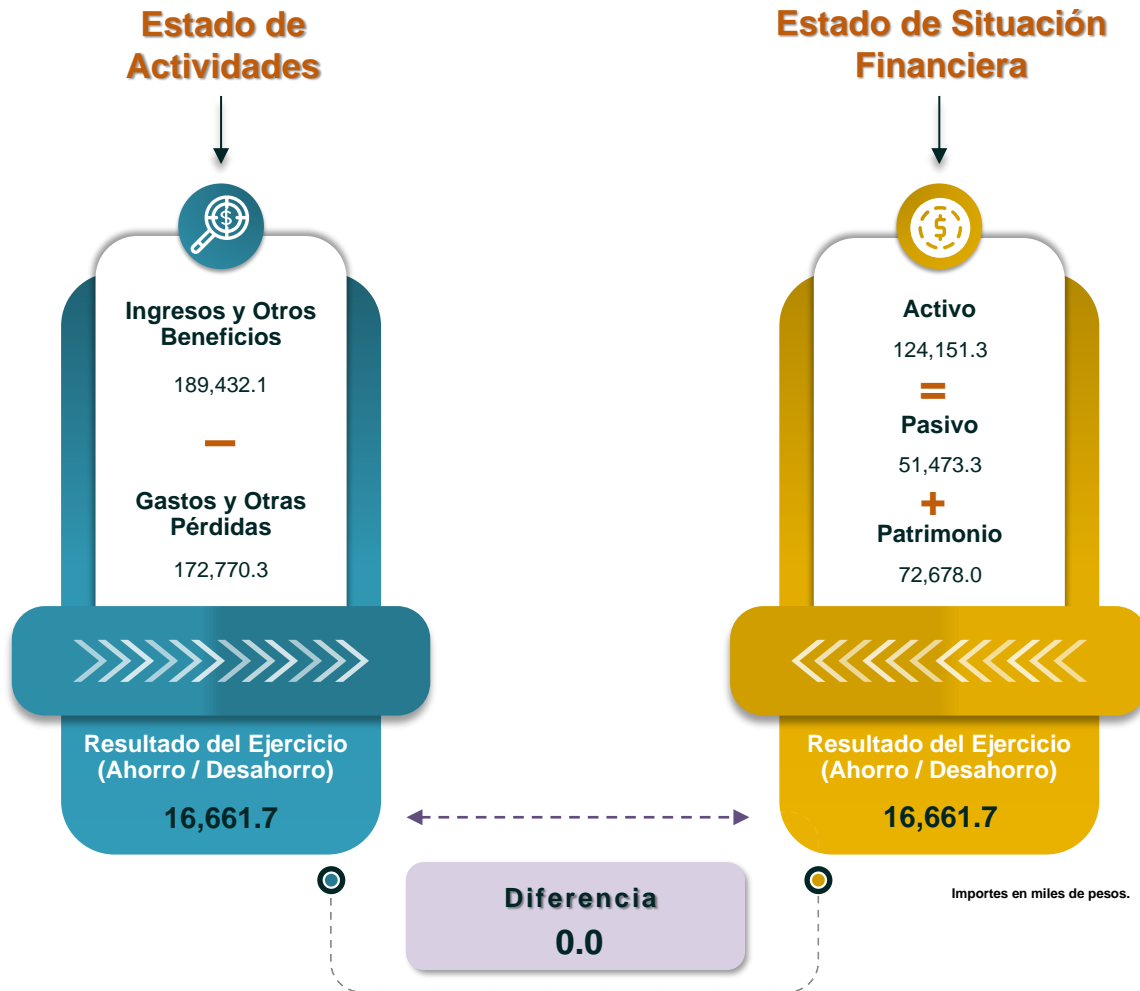 Estado de
Actividades
$
Ingresos y Otros
Beneficios
189,432.1
−
Gastos y Otras
Pérdidas
172,770.3
Resultado del Ejercicio
(Ahorro / Desahorro)
16,661.7
Estado de Situación
Financiera
$
Activo
124,151.3
=
Pasivo
51,473.3
+
Patrimonio
72,678.0
Resultado del Ejercicio
(Ahorro / Desahorro)
16,661.7
Diferencia
0.0
Importes en miles de pesos.